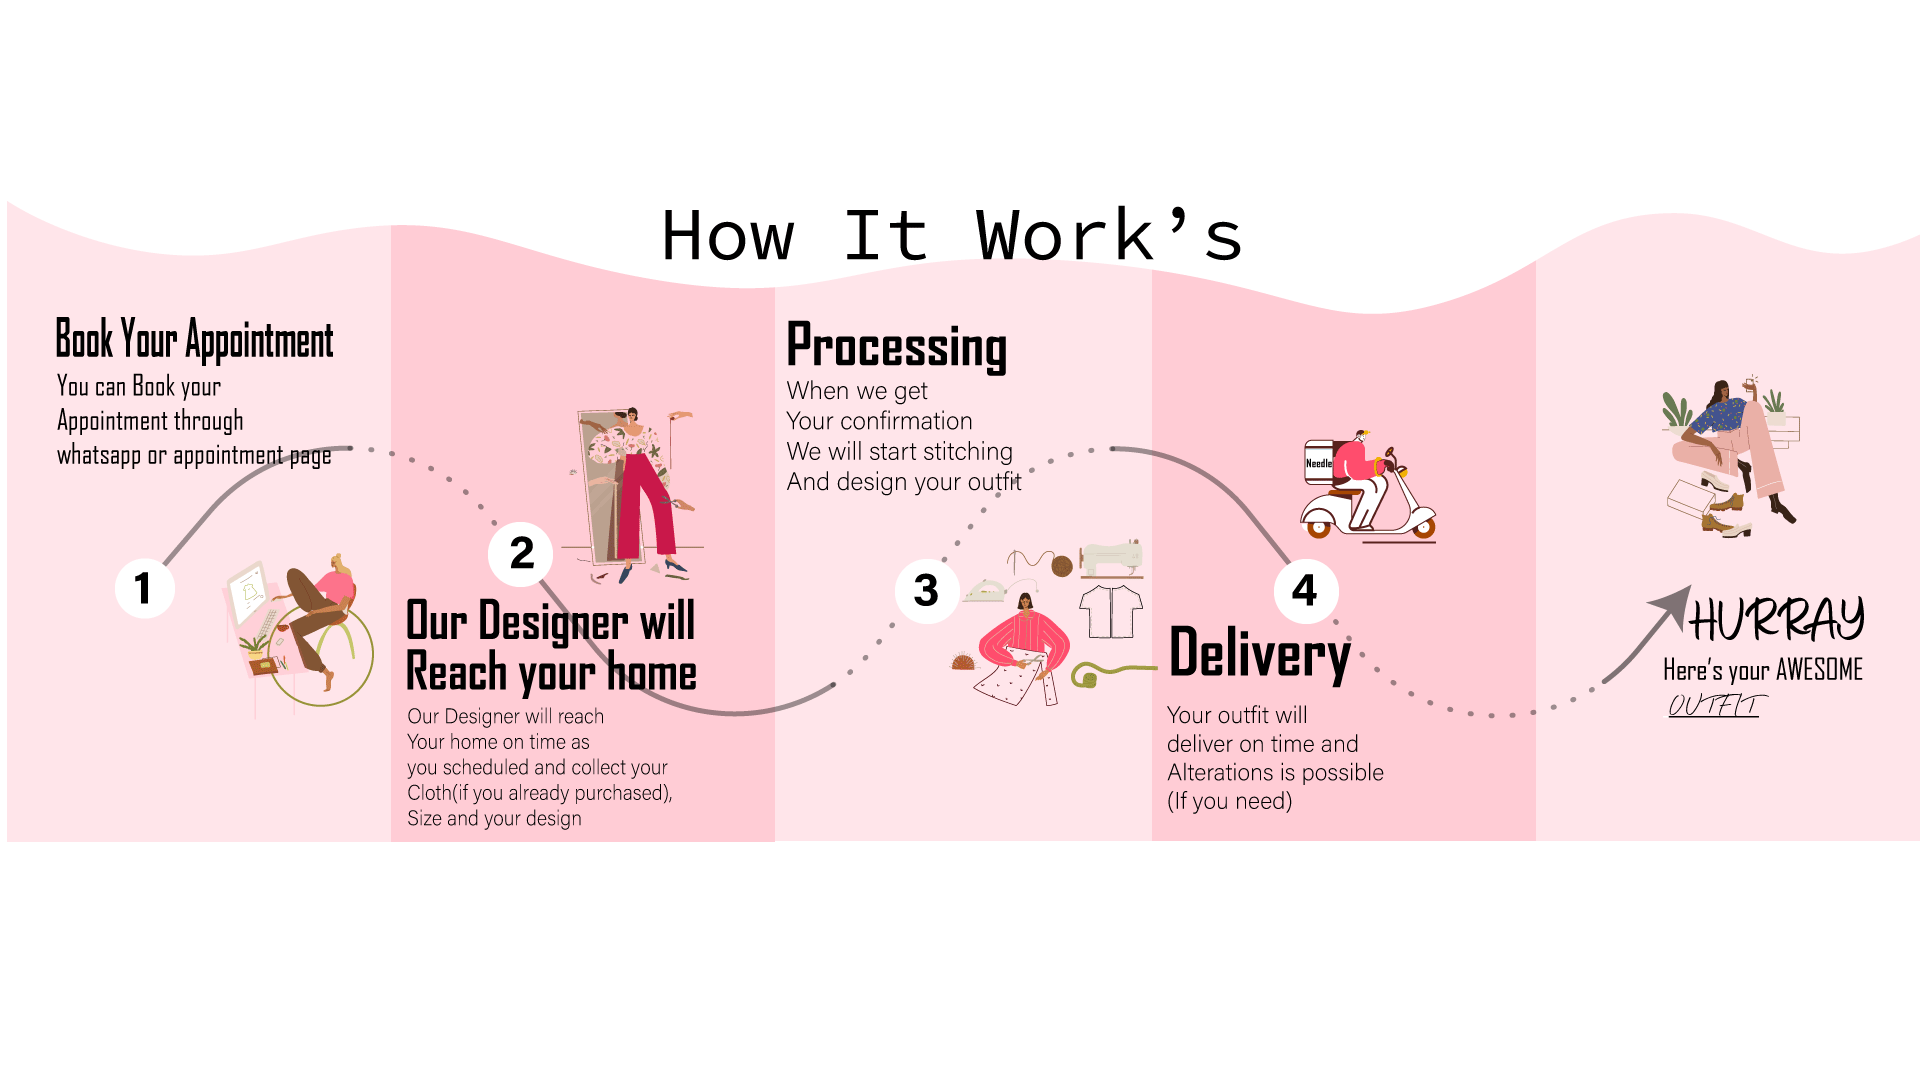 How It Work's
Book Your Appointment
You can Book your
Appointment through
whatsapp or appointment page
1
2
Our Designer will
Reach your home
Our Designer will reach
Your home on time as
you scheduled and collect your
Cloth(if you already purchased),
Size and your design
Processing
When we get
Your confirmation
We will start stitching
And design your outfit
3
Needle
4
Delivery
Your outfit will
deliver on time and
Alterations is possible
(If you need)
HURRAY
Here's your AWESOME
OUTFIT